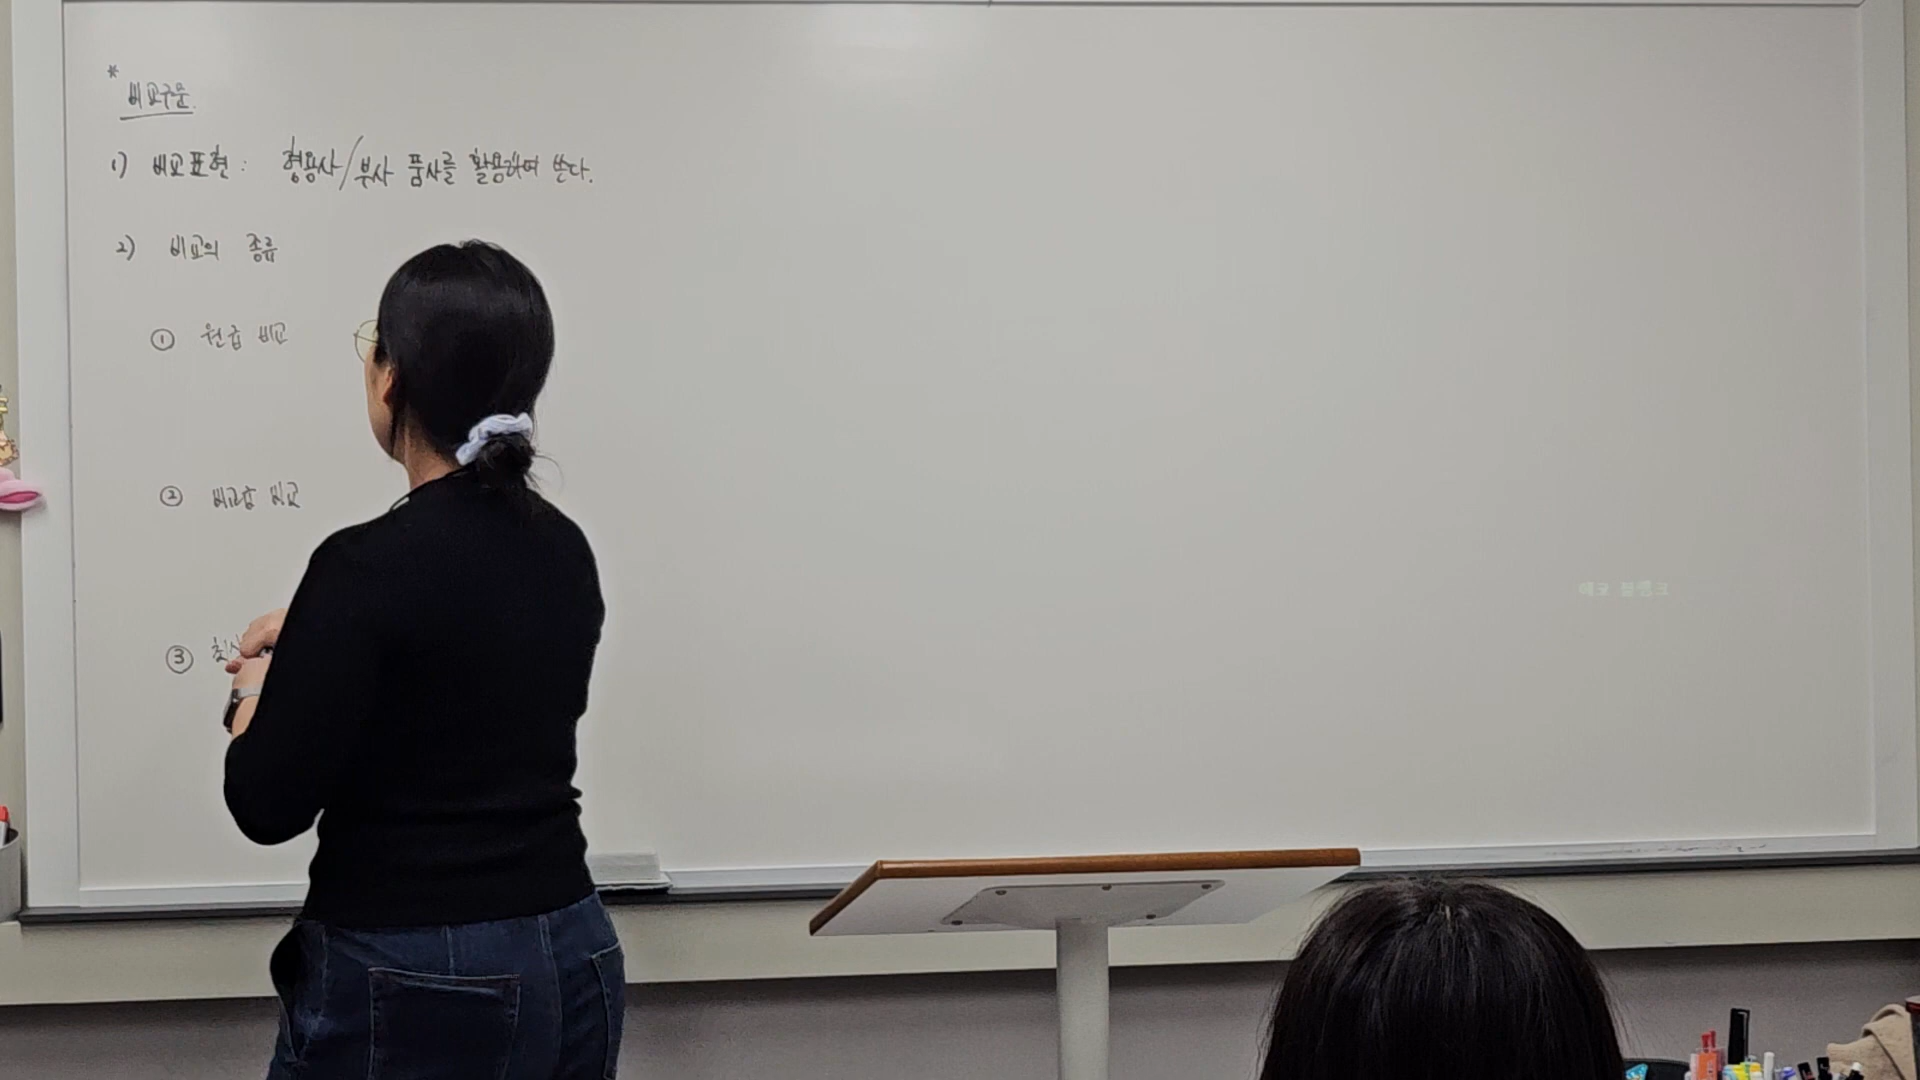 *
비교구문.
1) 비교표현 : 형용사/부사 품사를 활용하여 쓴다.
2) 비교의 종류
① 원급 비교
② 비교급 비교
③ 최상